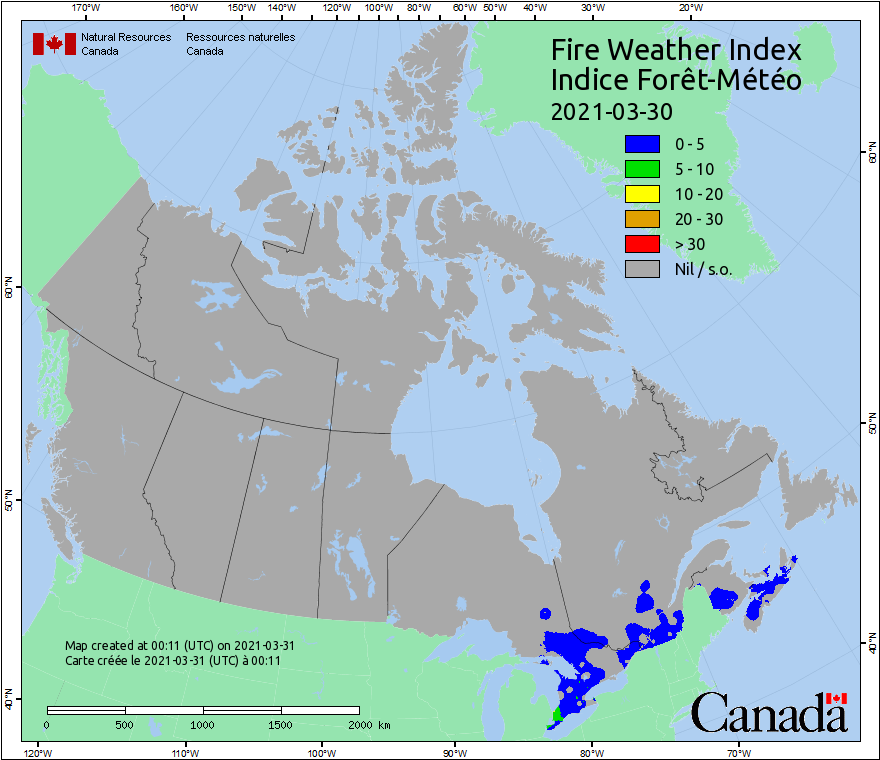 170°W 160°W 150°W 140°W 130°W 120°W 110°W 100°W 90°W 80°W 60°W 50°W 40°W 30°W 20°W
Natural Resources Canada
Ressources naturelles Canada
Fire Weather Index
Indice Forêt-Météo
2021-03-30
0 - 5
5 - 10
10 - 20
20 - 30
> 30
Nil / s.o.
60°N
50°N
40°N
60°N
50°N
40°N
Map created at 00:11 (UTC) on 2021-03-31
Carte créée le 2021-03-31 (UTC) à 00:11
0 500 1000 1500 2000 km
Canada
120°W 110°W 100°W 90°W 80°W 70°W